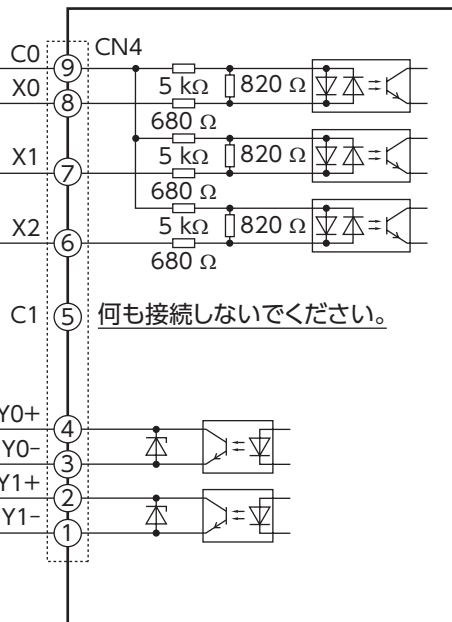 CN4
C0 9
X0 8
5 kΩ 820 Ω
680 Ω
X1 7
5 kΩ 820 Ω
680 Ω
X2 6
5 kΩ 820 Ω
680 Ω
C1 5 何も接続しないでください。
Y0+ 4
Y0− 3
Y1+ 2
Y1− 1